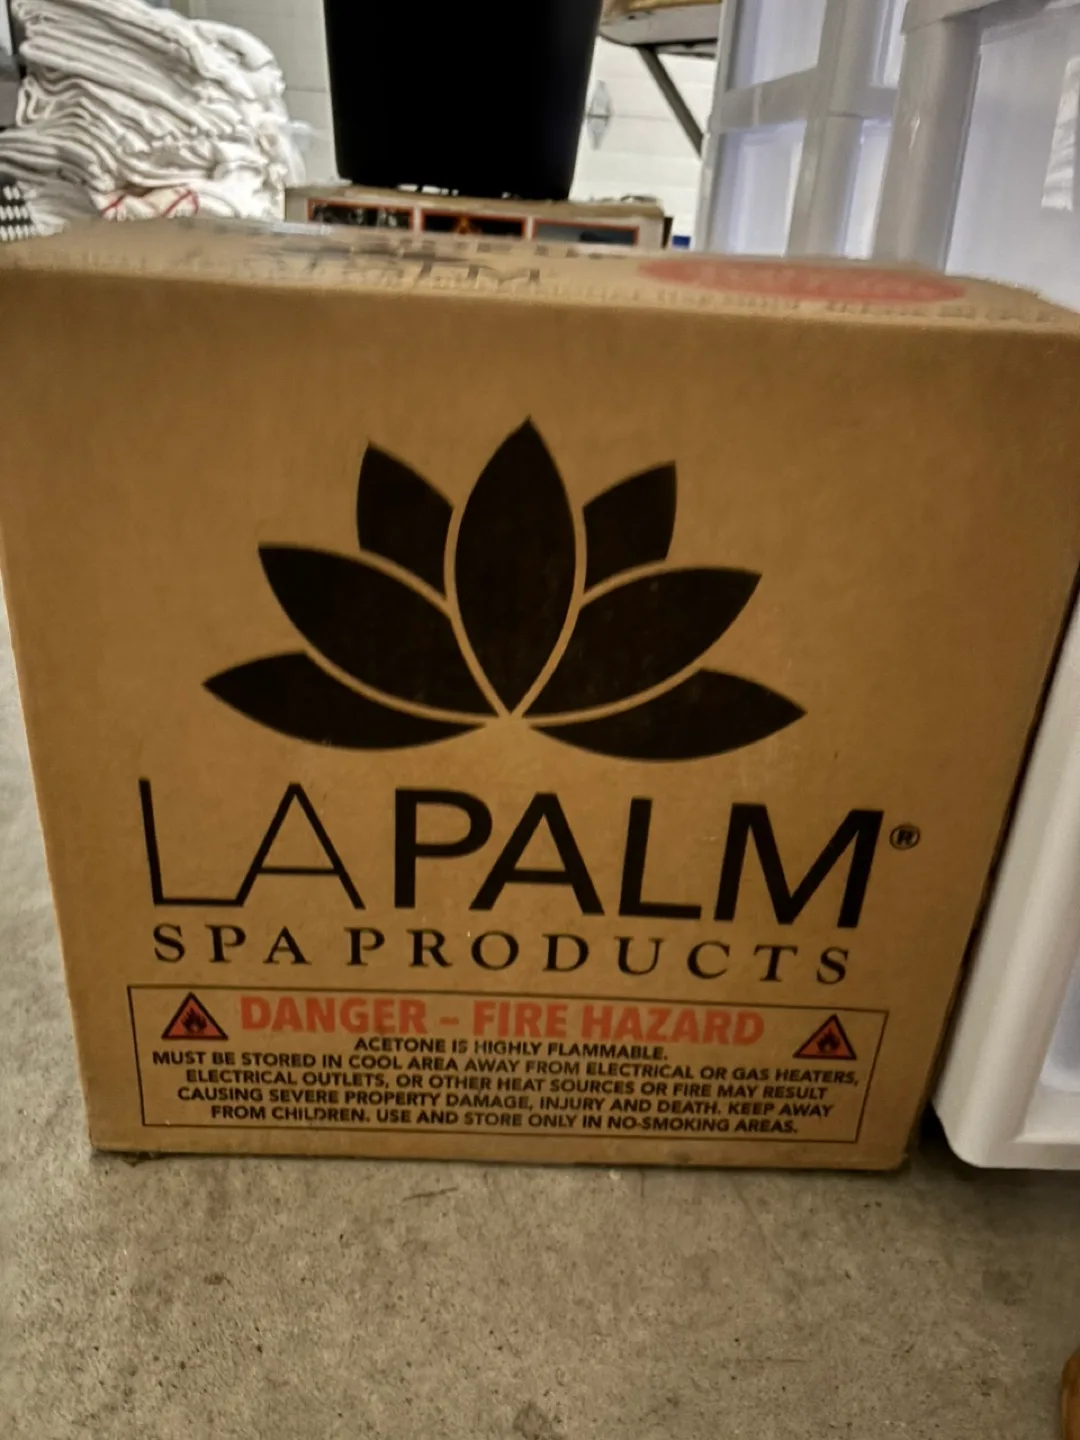 LA PALM®
SPA PRODUCTS
DANGER - FIRE HAZARD
ACETONE IS HIGHLY FLAMMABLE.
MUST BE STORED IN COOL AREA AWAY FROM ELECTRICAL OR GAS HEATERS,
ELECTRICAL OUTLETS, OR OTHER HEAT SOURCES OR FIRE MAY RESULT
CAUSING SEVERE PROPERTY DAMAGE, INJURY AND DEATH. KEEP AWAY
FROM CHILDREN. USE AND STORE ONLY IN NO-SMOKING AREAS.